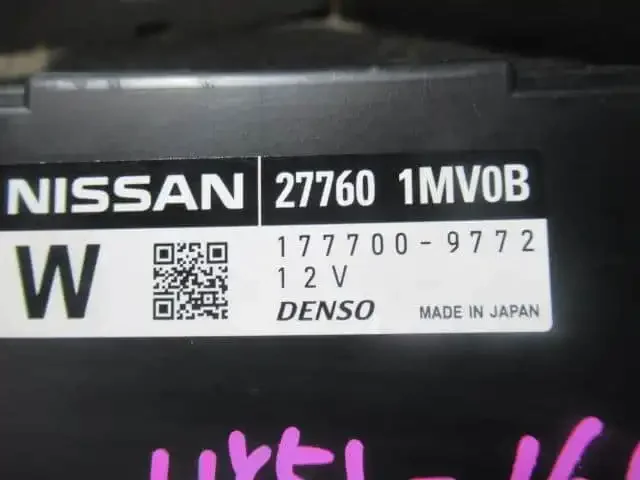 NISSAN 27760 1MV0B
W 177700-9772
12V
DENSO MADE IN JAPAN